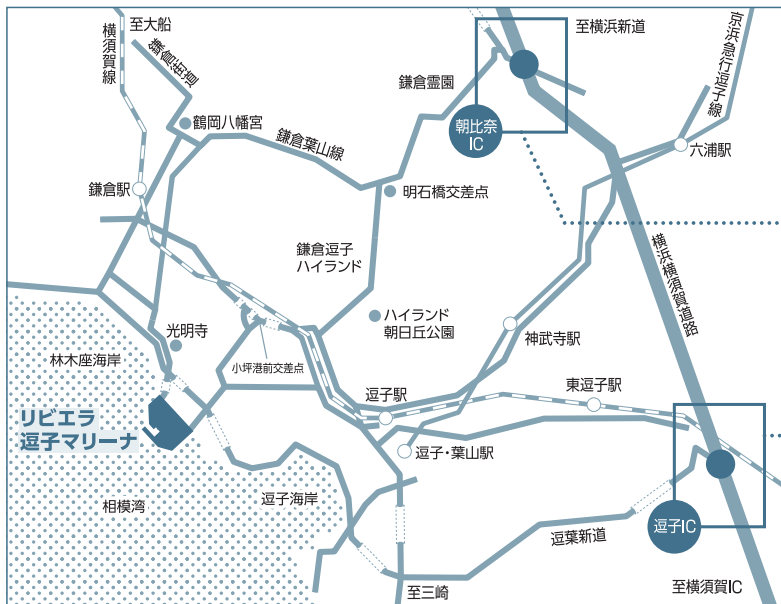 至大船
横須賀線
鎌倉街道
鶴岡八幡宮
鎌倉葉山線
鎌倉霊園
朝比奈
IC
至横浜新道
京浜急行逗子線
六浦駅
鎌倉駅
明石橋交差点
鎌倉逗子
ハイランド
横浜横須賀道路
ハイランド
朝日丘公園
神武寺駅
光明寺
小坪港前交差点
林木座海岸
逗子駅
東逗子駅
リビエラ
逗子マリーナ
逗子・葉山駅
相模湾
逗子海岸
逗葉新道
逗子IC
至三崎
至横須賀IC